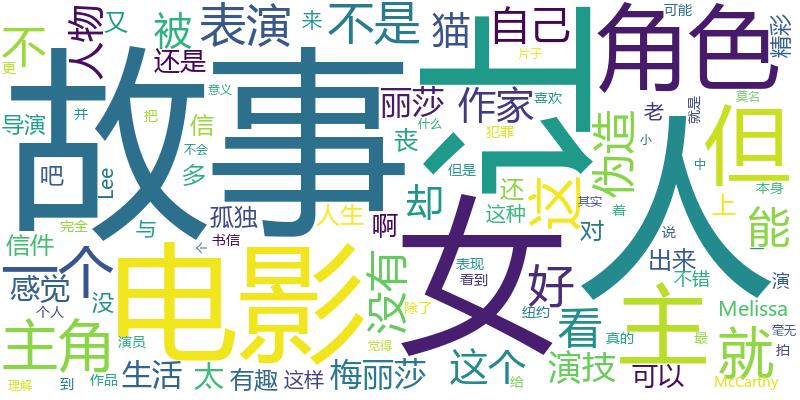 不 人物 又 被 表演 来 不是 猫 自己 角色 可能 精彩
更 还是 片子 意义
导演 并 把 信 丽莎 作家 喜欢 伪造 老 就是 莫名 但
故事 什么 丧 犯罪 让 小
吧 Lee 不会 多 但是 人 中 本身
与 孤独 人生 却 还 这种 这 其实 着 上 能
信件 完全 书信 啊 女 心 对 说
一个 电影 没有 表现 好 出来 一
感觉 没 看到 不错 演
个人 除了 纽约 看 主 Melissa
主角 演员 觉得 真的 最 就 毫无 拍
理解 到 作品 生活 太 有趣 这样 梅丽莎 这个 给 演技 可以 McCarthy